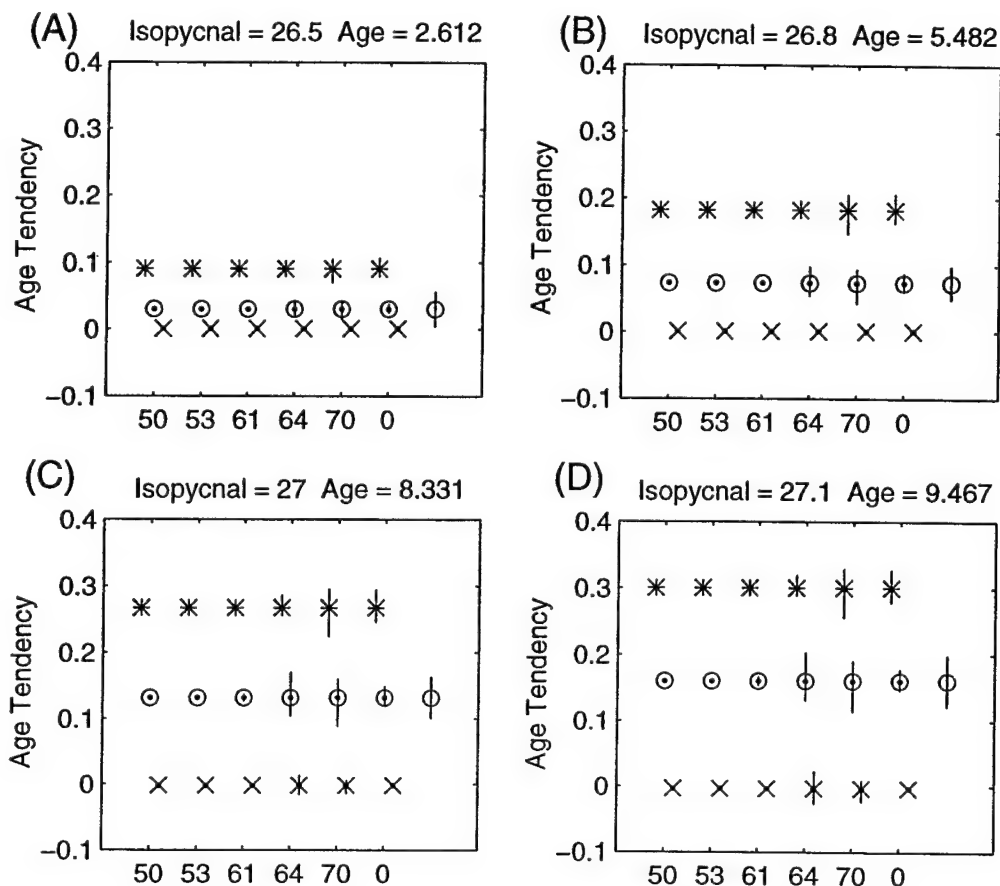 (A) Isopycnal = 26.5 Age = 2.612
Age Tendency
0.4
0.3
0.2
0.1
0
−0.1
50 53 61 64 70 0
(B) Isopycnal = 26.8 Age = 5.482
Age Tendency
0.4
0.3
0.2
0.1
0
−0.1
50 53 61 64 70 0
(C) Isopycnal = 27 Age = 8.331
Age Tendency
0.4
0.3
0.2
0.1
0
−0.1
50 53 61 64 70 0
(D) Isopycnal = 27.1 Age = 9.467
Age Tendency
0.4
0.3
0.2
0.1
0
−0.1
50 53 61 64 70 0